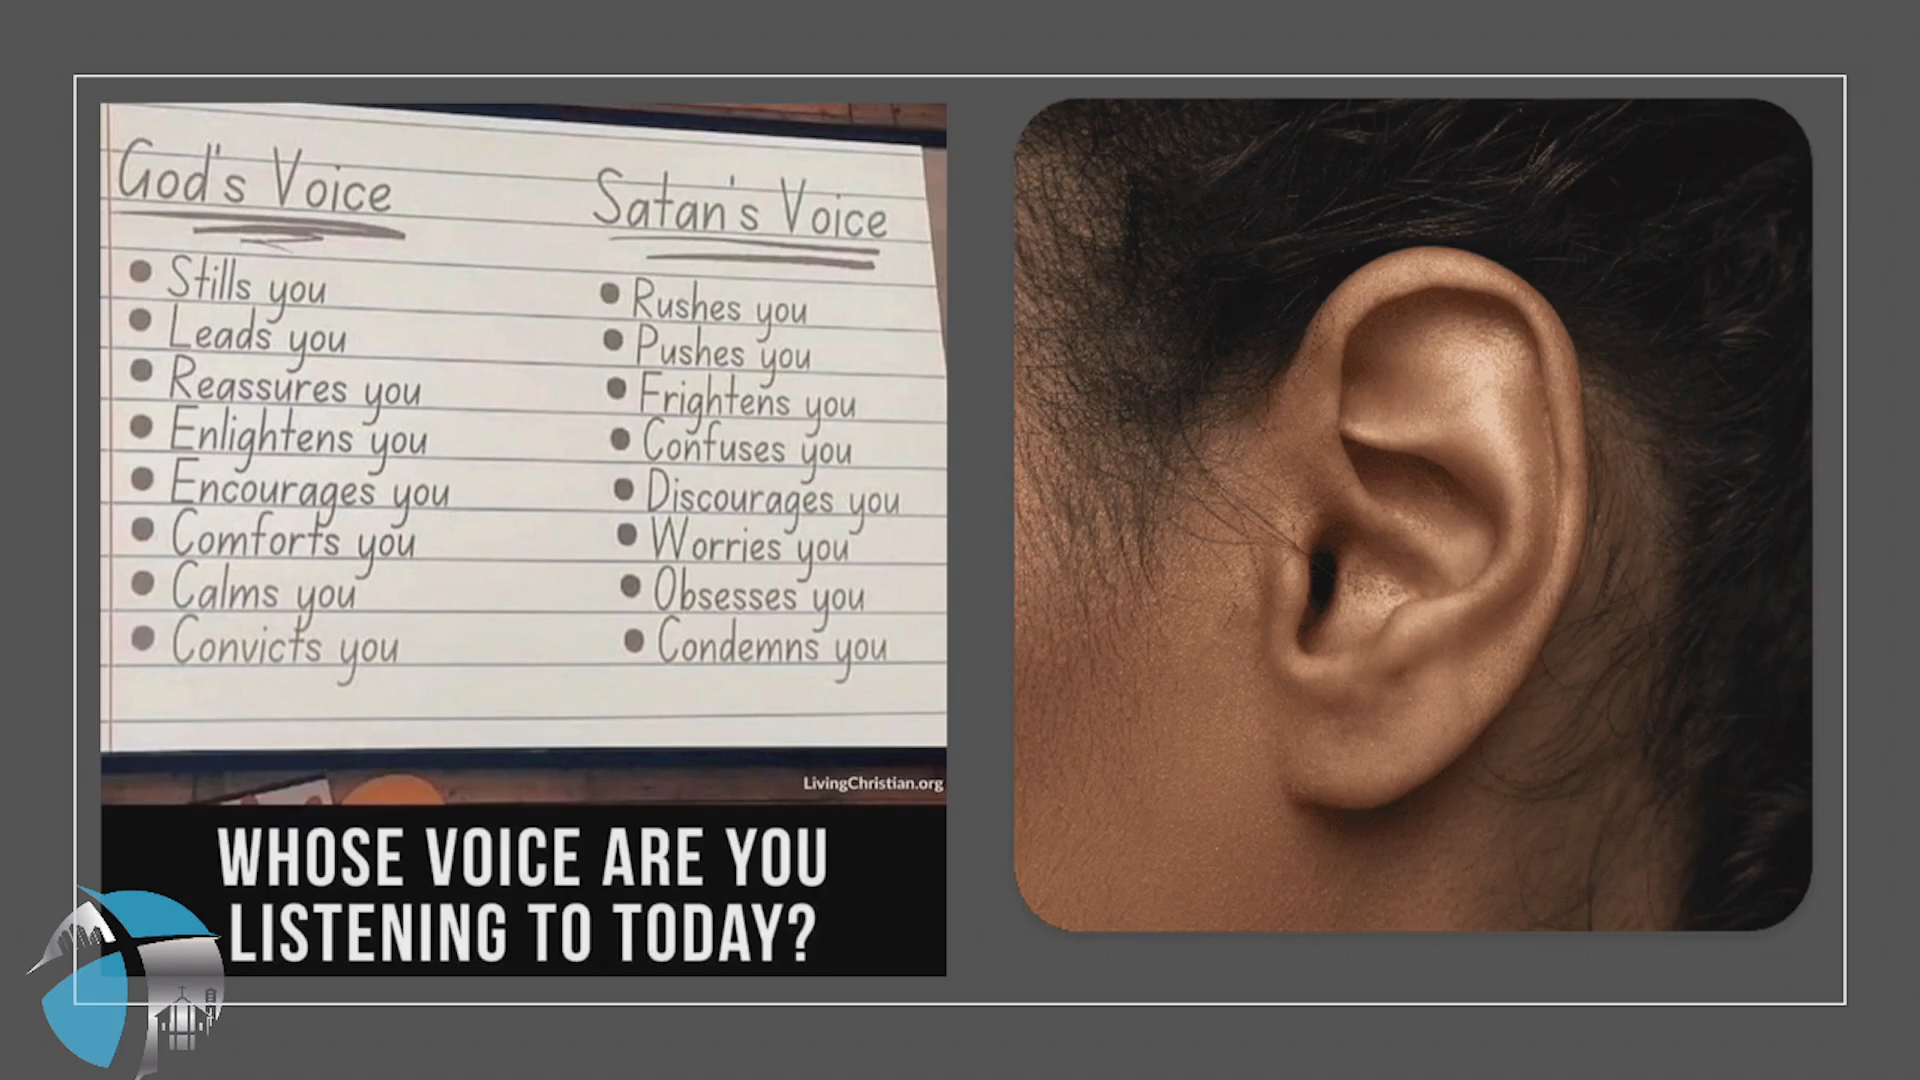 God's Voice
Stills you
Leads you
Reassures you
Enlightens you
Encourages you
Comforts you
Calms you
Convicts you
Satan's Voice
Rushes you
Pushes you
Frightens you
Confuses you
Discourages you
Worries you
Obsesses you
Condemns you
LivingChristian.org
WHOSE VOICE ARE YOU
LISTENING TO TODAY?